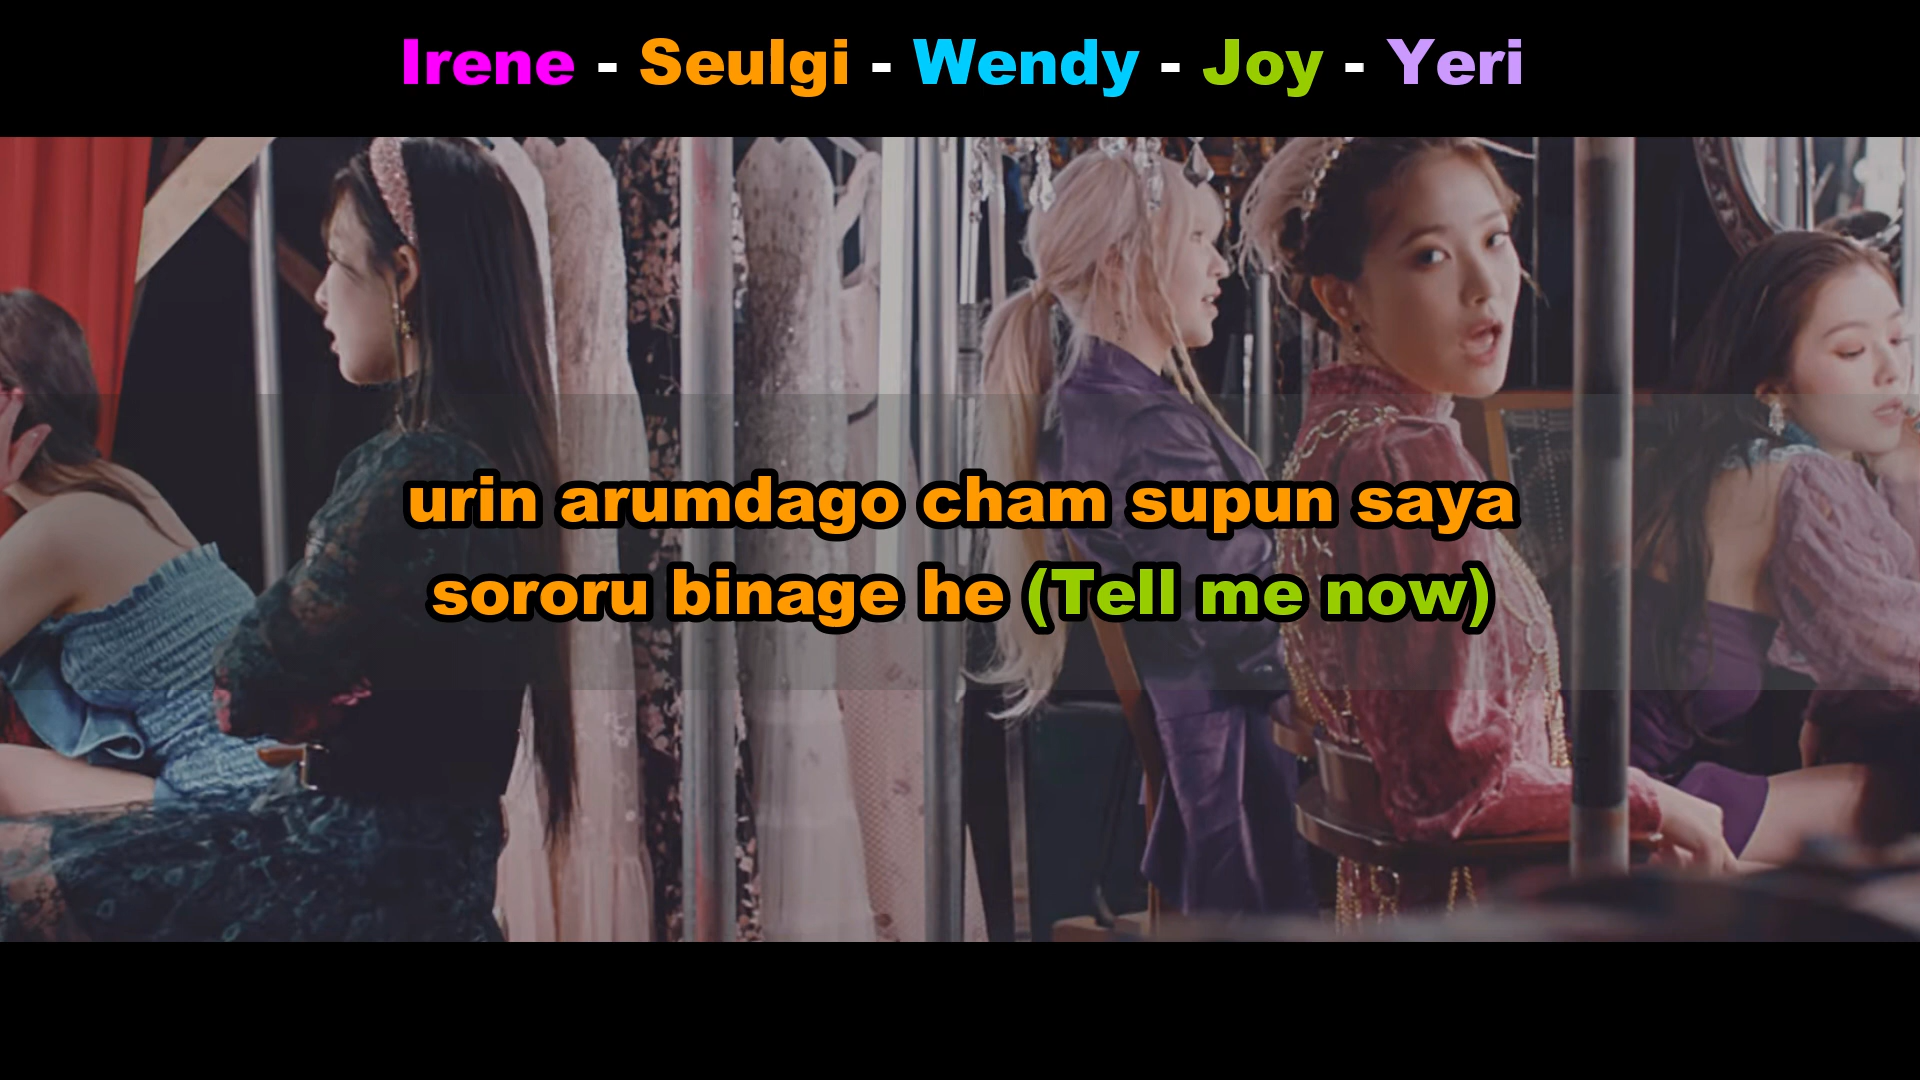 Irene - Seulgi - Wendy - Joy - Yeri
urin arumdago cham supun saya
sororu binage he (Tell me now)